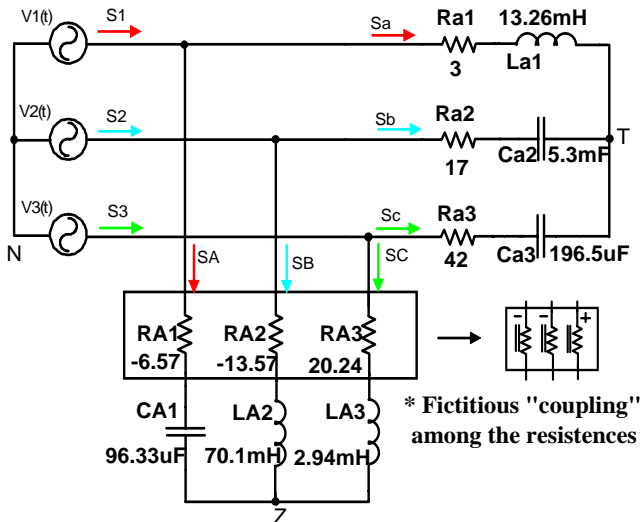 V1(t)
S1
Sa
Ra1
13.26mH
3
La1
V2(t)
S2
Sb
Ra2
T
17
Ca2
5.3mF
V3(t)
S3
Sc
Ra3
N
SA
SB
SC
42
Ca3
196.5uF
RA1
RA2
RA3
-6.57
-13.57
20.24
- - +
CA1
LA2
LA3
* Fictitious "coupling"
among the resistences
96.33uF
70.1mH
2.94mH
Z